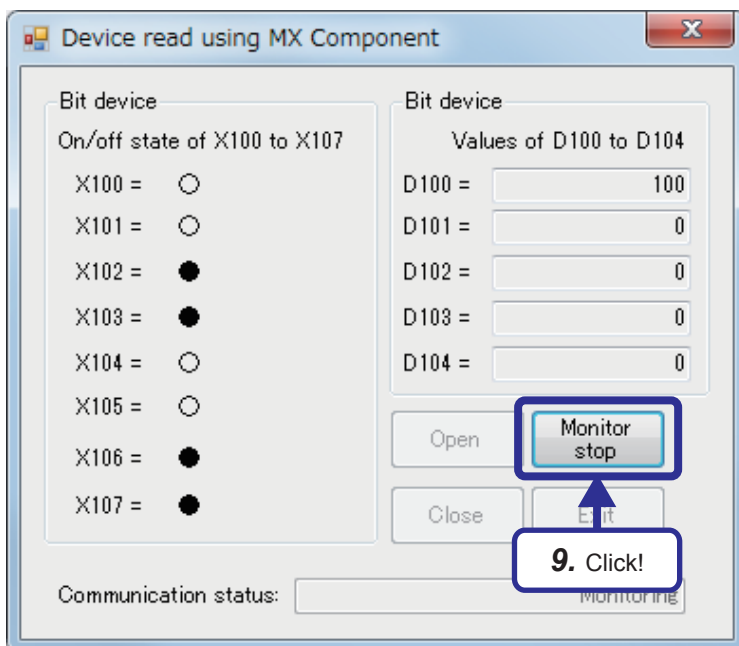 Device read using MX Component
Bit device
On/off state of X100 to X107
X100 = ○
X101 = ○
X102 = ●
X103 = ●
X104 = ○
X105 = ○
X106 = ●
X107 = ●
Bit device
Values of D100 to D104
D100 = 100
D101 = 0
D102 = 0
D103 = 0
D104 = 0
Open
Monitor
stop
Close
Exit
9. Click!
Communication status: Monitoring